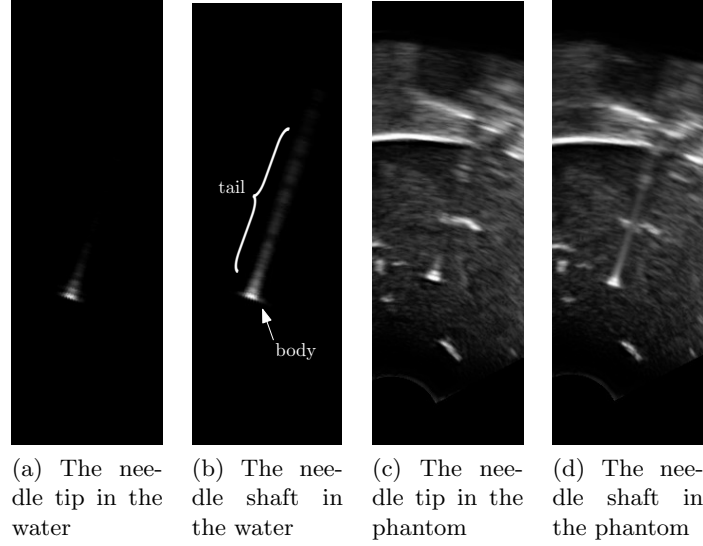 tail
body
(a) The nee-
dle tip in the
water
(b) The nee-
dle shaft in
the water
(c) The nee-
dle tip in the
phantom
(d) The nee-
dle shaft in
the phantom